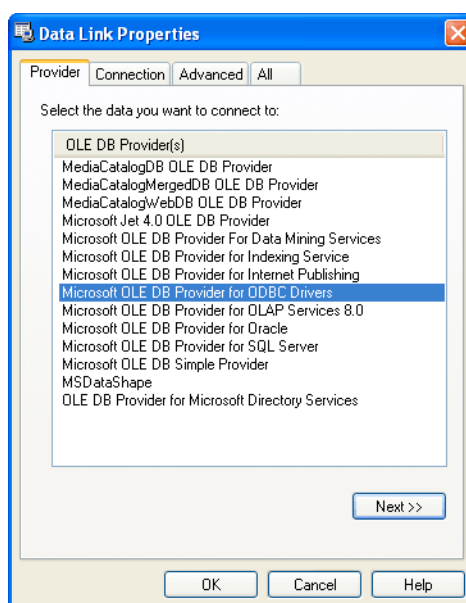 Data Link Properties
Provider Connection Advanced All
Select the data you want to connect to:
OLE DB Provider(s)
MediaCatalogDB OLE DB Provider
MediaCatalogMergedDB OLE DB Provider
MediaCatalogWebDB OLE DB Provider
Microsoft Jet 4.0 OLE DB Provider
Microsoft OLE DB Provider For Data Mining Services
Microsoft OLE DB Provider for Indexing Service
Microsoft OLE DB Provider for Internet Publishing
Microsoft OLE DB Provider for ODBC Drivers
Microsoft OLE DB Provider for OLAP Services 8.0
Microsoft OLE DB Provider for Oracle
Microsoft OLE DB Provider for SQL Server
Microsoft OLE DB Simple Provider
MSDataShape
OLE DB Provider for Microsoft Directory Services
Next >>
OK Cancel Help